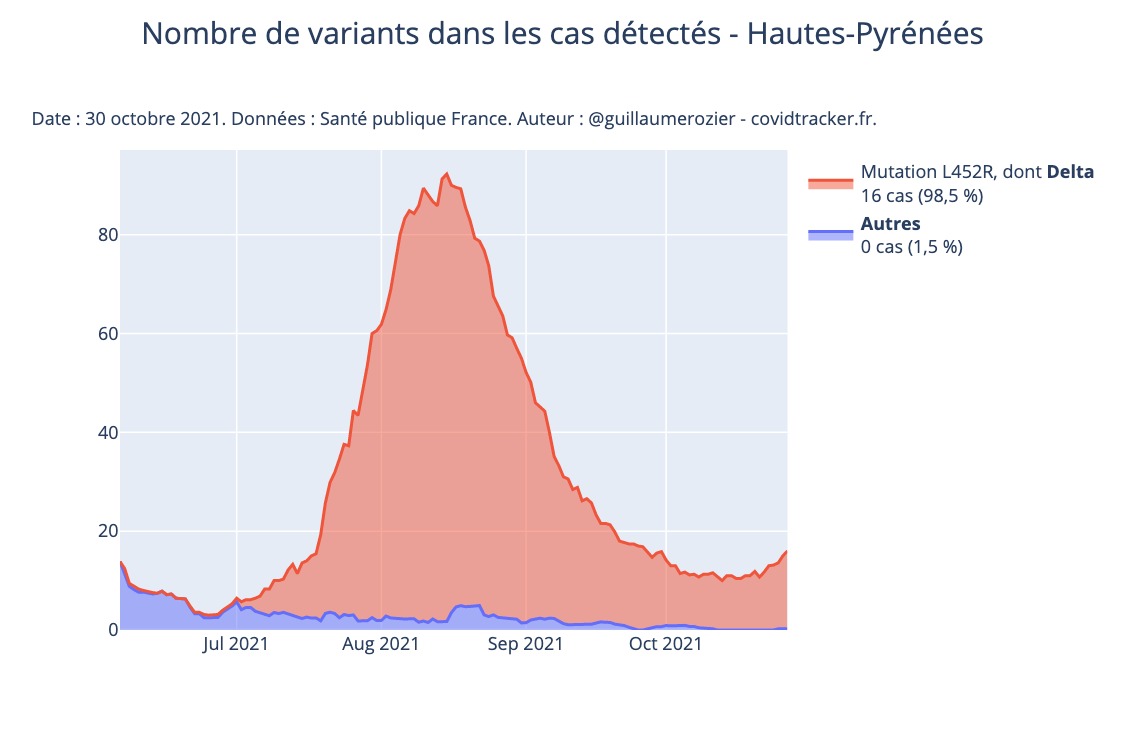 Nombre de variants dans les cas détectés - Hautes-Pyrénées
Date : 30 octobre 2021. Données : Santé publique France. Auteur : @guillaumerozier - covidtracker.fr.
Mutation L452R, dont Delta
16 cas (98,5 %)
Autres
0 cas (1,5 %)
80
60
40
20
0
Jul 2021 Aug 2021 Sep 2021 Oct 2021